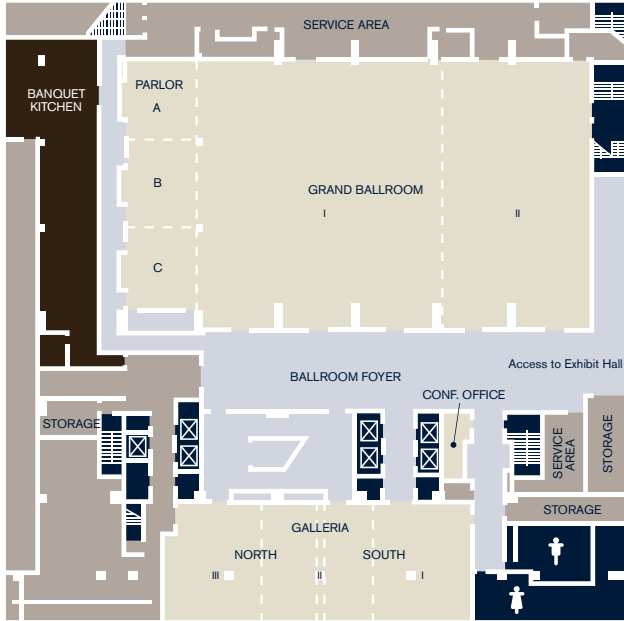 SERVICE AREA
BANQUET
KITCHEN
PARLOR
A
B
C
GRAND BALLROOM
I
II
Access to Exhibit Hall
BALLROOM FOYER
CONF. OFFICE
STORAGE
SERVICE
AREA
STORAGE
STORAGE
GALLERIA
NORTH
SOUTH
III
II
I